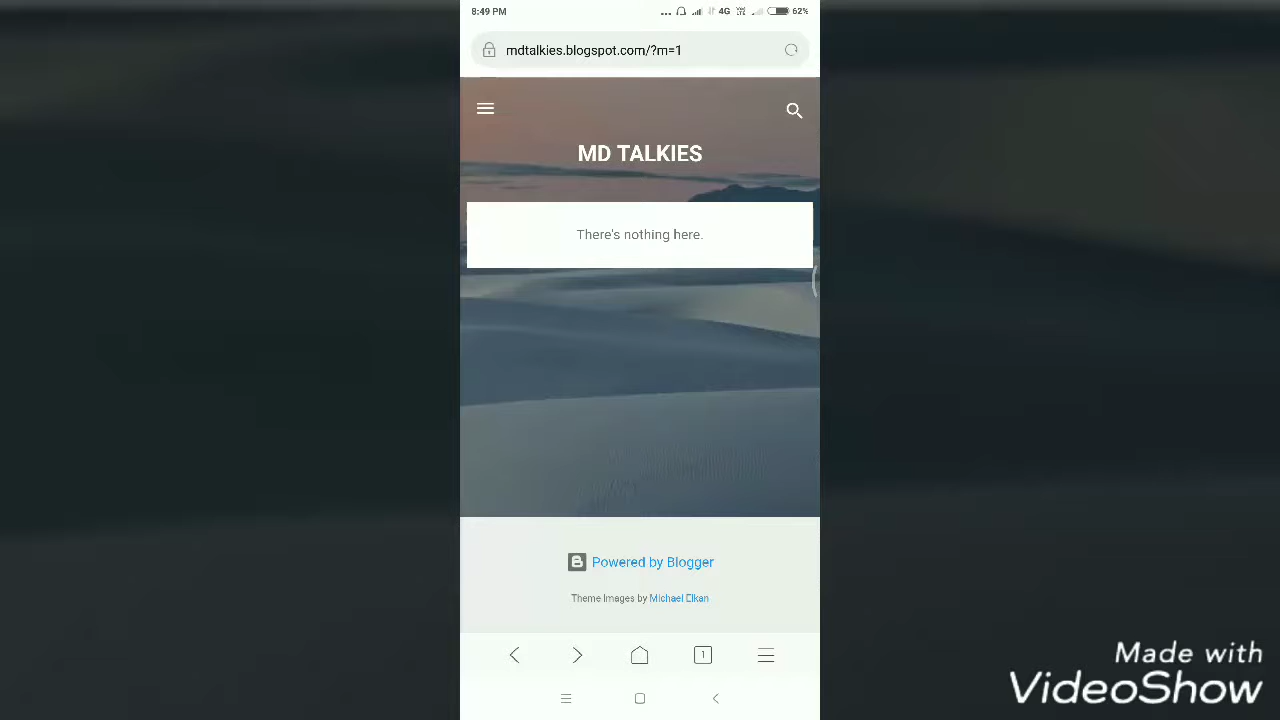 8:49 PM ... 4G 62%
mdtalkies.blogspot.com/?m=1
MD TALKIES
There's nothing here.
Powered by Blogger
Theme Images by Michael Elkan
1
Made with
VideoShow